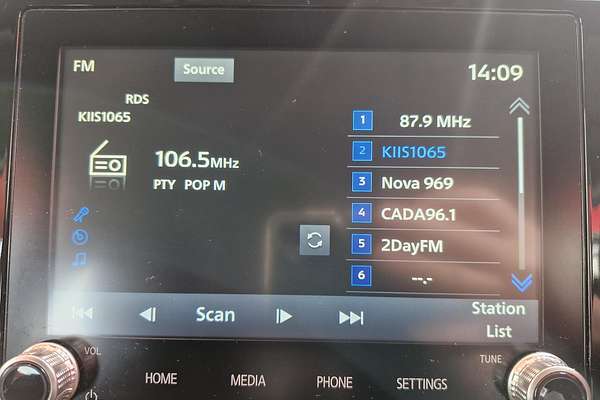 FM
Source
14:09
RDS
KIIS1065
106.5MHz
PTY POP M
1 87.9 MHz
2 KIIS1065
3 Nova 969
4 CADA96.1
5 2DayFM
6 --.-
Scan
Station
List
VOL
TUNE
HOME
MEDIA
PHONE
SETTINGS